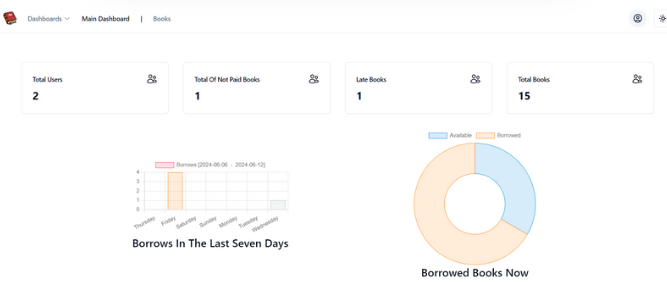 Dashboards Main Dashboard | Books
Total Users
2
Total Of Not Paid Books
1
Late Books
1
Total Books
15
Borrows [2024-06-06 - 2024-06-12]
4
3
2
1
0
Thursday Friday Saturday Sunday Monday Tuesday Wednesday
Borrows In The Last Seven Days
Available Borrowed
Borrowed Books Now